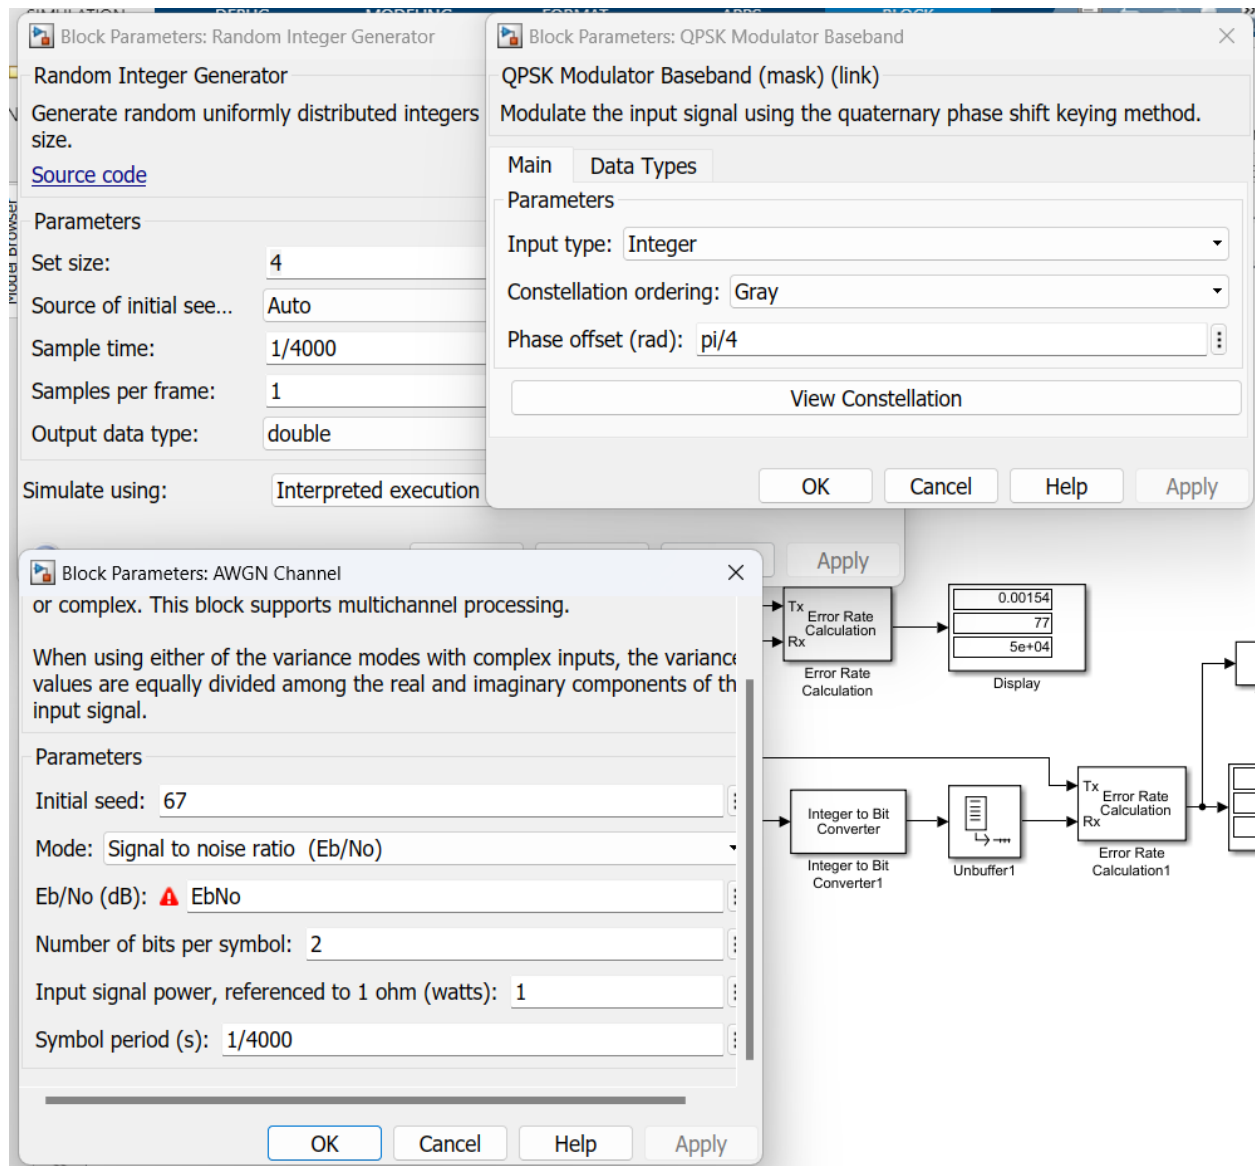 SIMULATION DEBUG MODELING FORMAT APPS BLOCK
Block Parameters: Random Integer Generator
Random Integer Generator
Generate random uniformly distributed integers
size.
Source code
Parameters
Set size: 4
Source of initial see... Auto
Sample time: 1/4000
Samples per frame: 1
Output data type: double
Simulate using: Interpreted execution
Apply
Model Browser
Block Parameters: QPSK Modulator Baseband
QPSK Modulator Baseband (mask) (link)
Modulate the input signal using the quaternary phase shift keying method.
Main Data Types
Parameters
Input type: Integer
Constellation ordering: Gray
Phase offset (rad): pi/4
View Constellation
OK Cancel Help Apply
Block Parameters: AWGN Channel
or complex. This block supports multichannel processing.
When using either of the variance modes with complex inputs, the variance
values are equally divided among the real and imaginary components of th
input signal.
Parameters
Initial seed: 67
Mode: Signal to noise ratio (Eb/No)
Eb/No (dB): EbNo
Number of bits per symbol: 2
Input signal power, referenced to 1 ohm (watts): 1
Symbol period (s): 1/4000
OK Cancel Help Apply
Tx
Rx
Error Rate
Calculation
Error Rate
Calculation
0.00154
77
5e+04
Display
Integer to Bit
Converter
Integer to Bit
Converter1
Unbuffer1
Tx
Rx
Error Rate
Calculation
Error Rate
Calculation1